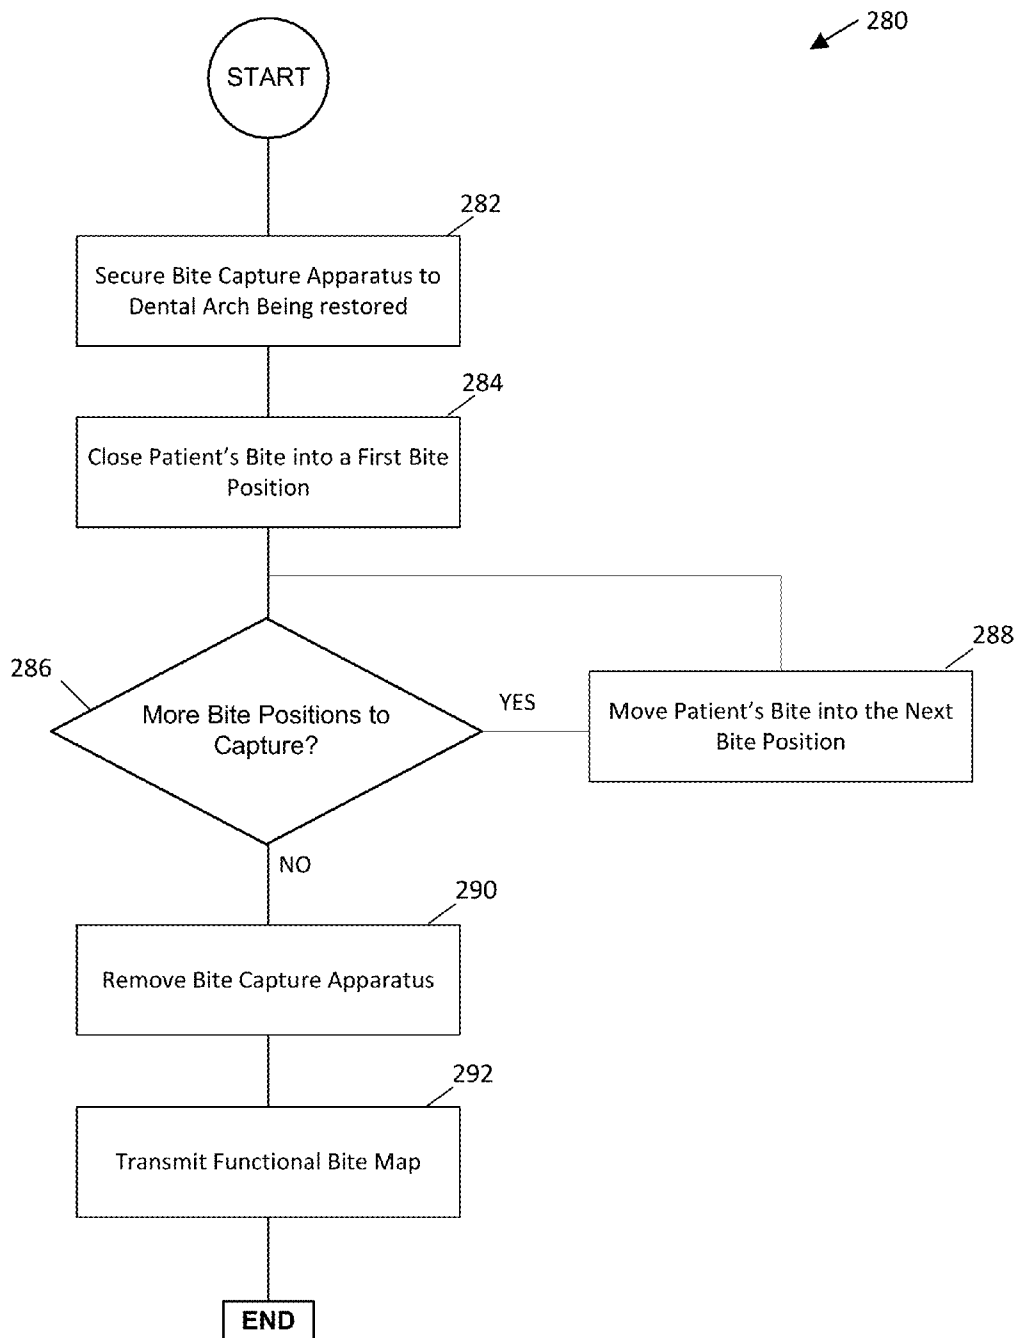 280
START
282
Secure Bite Capture Apparatus to
Dental Arch Being restored
284
Close Patient's Bite into a First Bite
Position
286
More Bite Positions to
Capture?
YES
288
Move Patient's Bite into the Next
Bite Position
NO
290
Remove Bite Capture Apparatus
292
Transmit Functional Bite Map
END